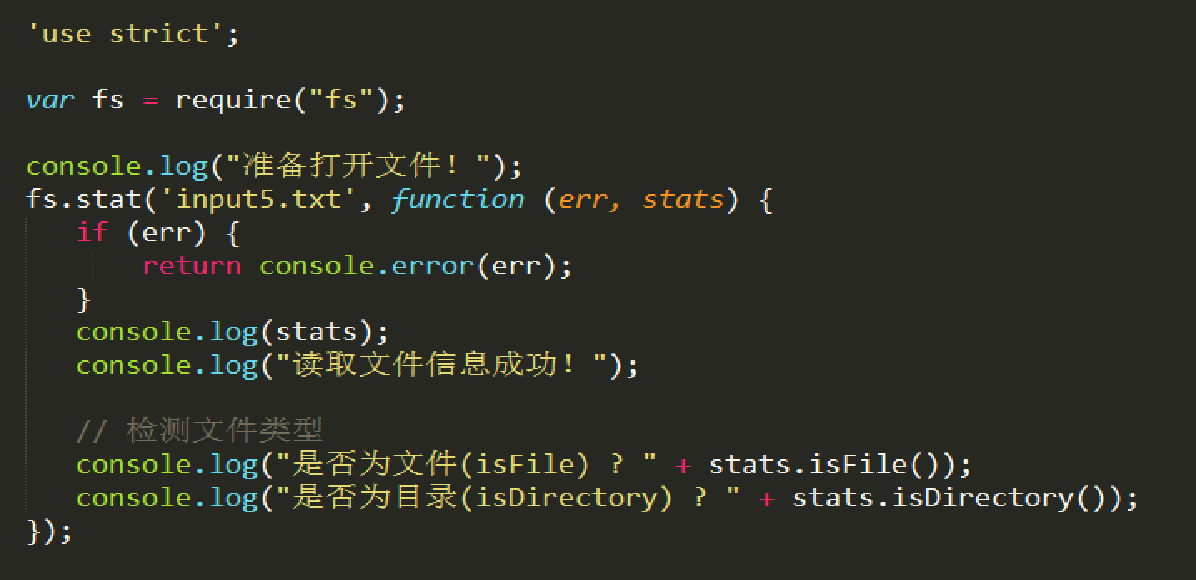 'use strict';
var fs = require("fs");
console.log("准备打开文件！");
fs.stat('input5.txt', function (err, stats) {
if (err) {
return console.error(err);
}
console.log(stats);
console.log("读取文件信息成功！");
// 检测文件类型
console.log("是否为文件(isFile) ? " + stats.isFile());
console.log("是否为目录(isDirectory) ? " + stats.isDirectory());
});